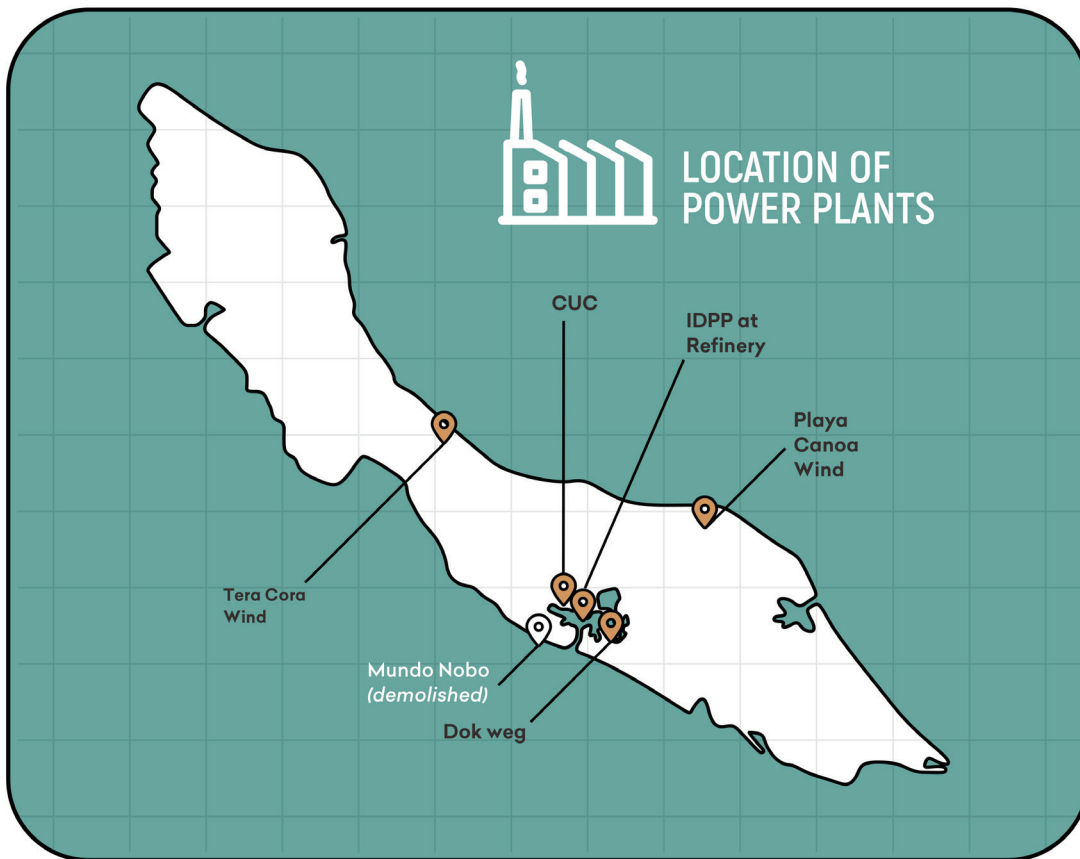 LOCATION OF
POWER PLANTS
CUC
IDPP at
Refinery
Playa
Canoa
Wind
Tera Cora
Wind
Mundo Nobo
(demolished)
Dok weg